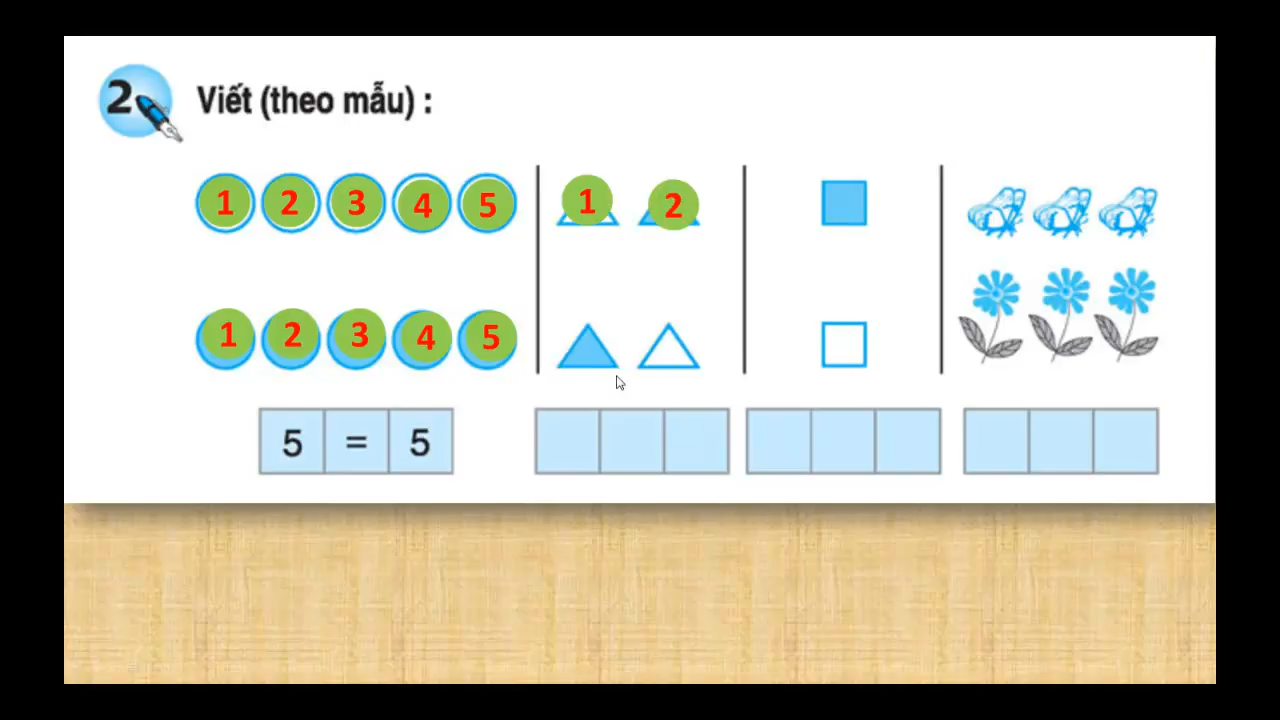 2 Viết (theo mẫu) :
1 2 3 4 5 1 2
1 2 3 4 5
5 = 5